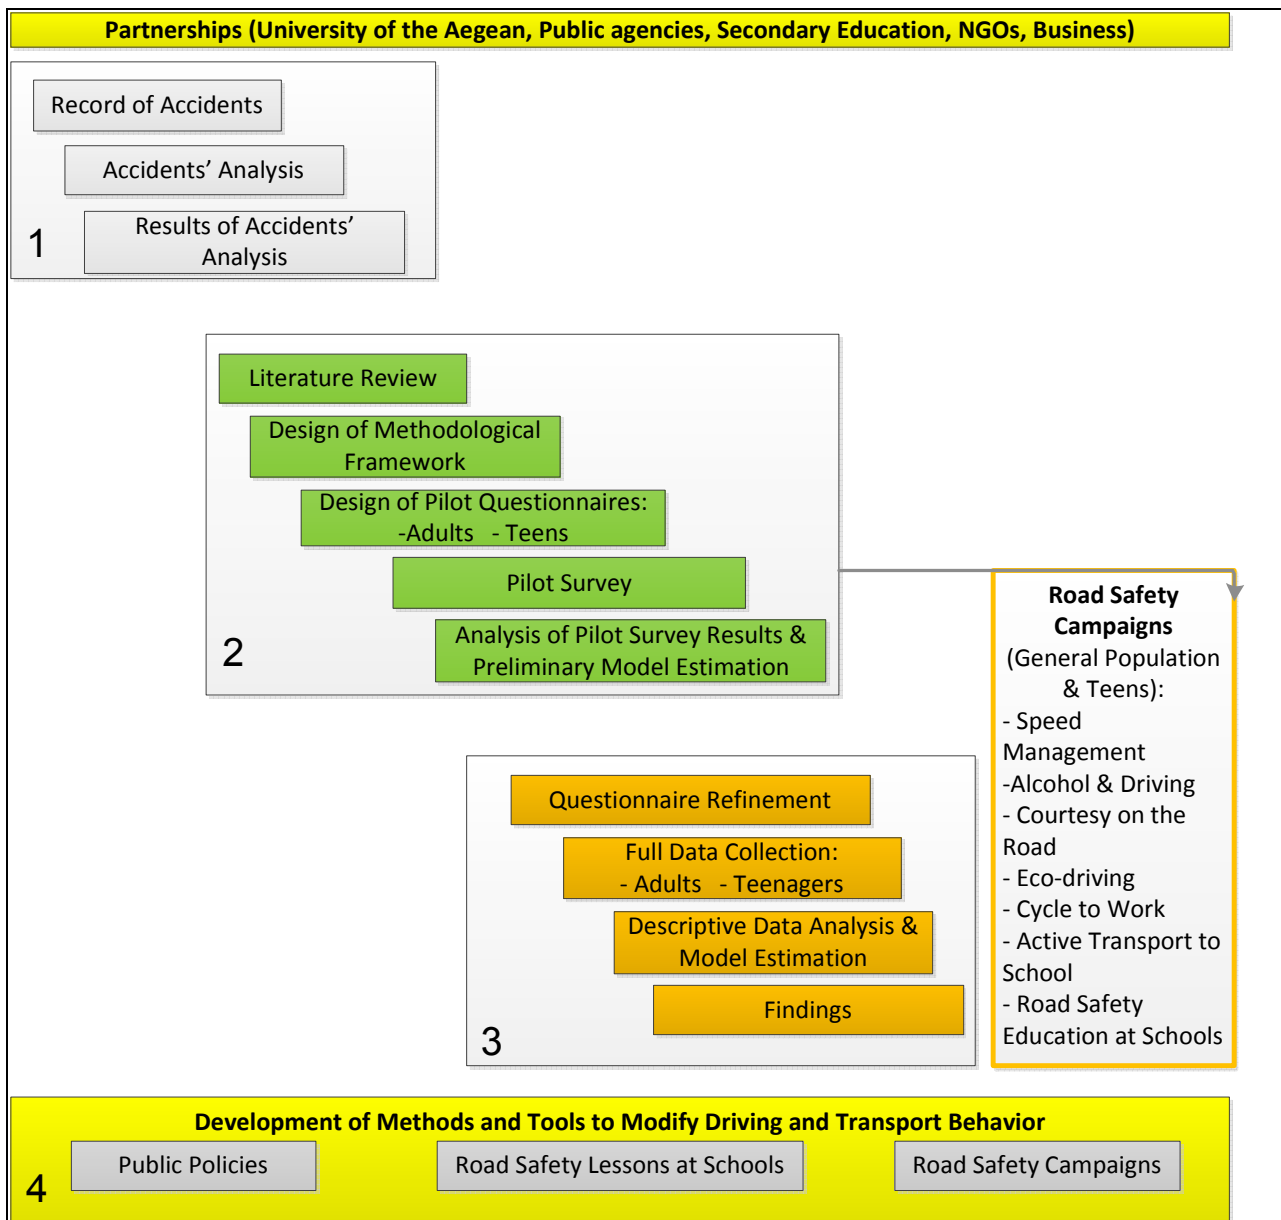 Partnerships (University of the Aegean, Public agencies, Secondary Education, NGOs, Business)
Record of Accidents
Accidents’ Analysis
Results of Accidents’
Analysis
1
Literature Review
Design of Methodological
Framework
Design of Pilot Questionnaires:
-Adults - Teens
Pilot Survey
Analysis of Pilot Survey Results &
Preliminary Model Estimation
2
Road Safety
Campaigns
(General Population
& Teens):
- Speed
Management
-Alcohol & Driving
- Courtesy on the
Road
- Eco-driving
- Cycle to Work
- Active Transport to
School
- Road Safety
Education at Schools
Questionnaire Refinement
Full Data Collection:
- Adults - Teenagers
Descriptive Data Analysis &
Model Estimation
Findings
3
Development of Methods and Tools to Modify Driving and Transport Behavior
Public Policies
Road Safety Lessons at Schools
Road Safety Campaigns
4